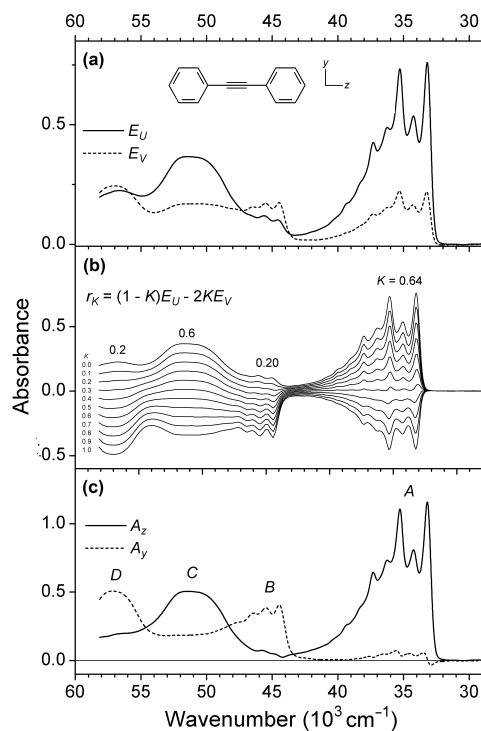 60 55 50 45 40 35 30
(a)
y
z
0.5
E_U
E_V
0.0
(b)
K = 0.64
r_K = (1 - K)E_U - 2KE_V
0.5
0.6
0.2
0.20
K
0.0
0.1
0.2
0.3
0.4
0.5
0.6
0.7
0.8
0.9
1.0
0.0
0.5
Absorbance
(c)
A_z
A_y
A
1.0
D
C
B
0.5
0.0
60 55 50 45 40 35 30
Wavenumber (10³ cm⁻¹)